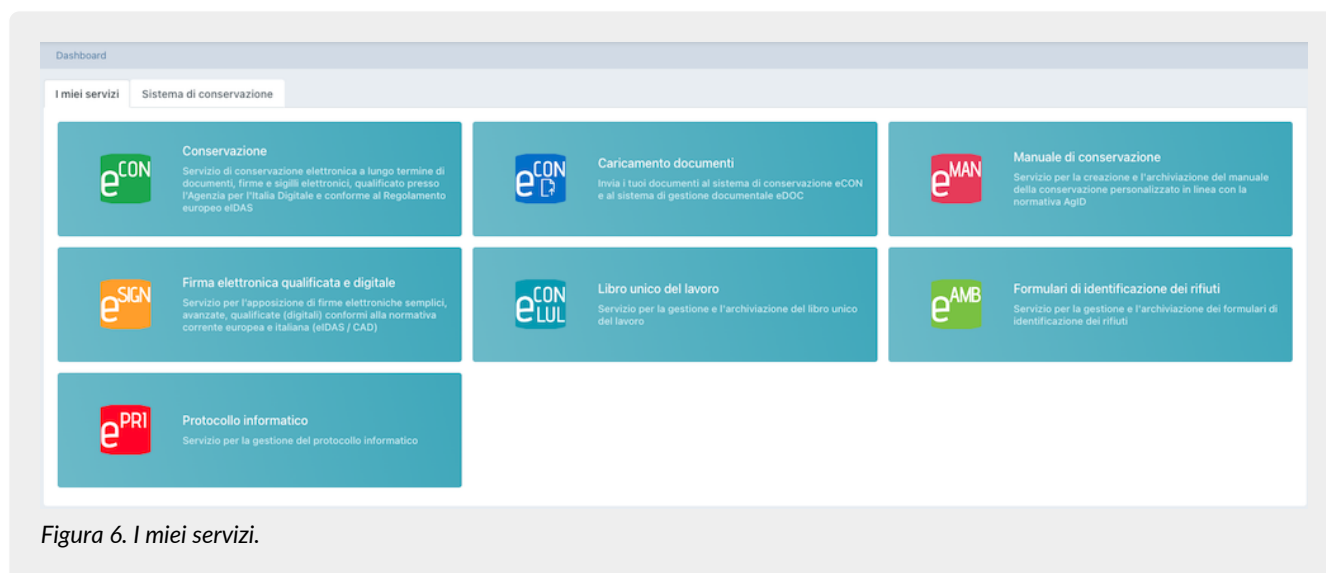 Dashboard
I miei servizi
Sistema di conservazione
eCON
Conservazione
Servizio di conservazione elettronica a lungo termine di
documenti, firme e sigilli elettronici, qualificato presso
l'Agenzia per l'Italia Digitale e conforme al Regolamento
europeo eIDAS
eCON
Caricamento documenti
Invia i tuoi documenti al sistema di conservazione eCON
e al sistema di gestione documentale eDOC
eMAN
Manuale di conservazione
Servizio per la creazione e l'archiviazione del manuale
della conservazione personalizzato in linea con la
normativa AgID
eSIGN
Firma elettronica qualificata e digitale
Servizio per l'apposizione di firme elettroniche semplici,
avanzate, qualificate (digitali) conformi alla normativa
corrente europea e italiana (eIDAS / CAD)
eCON
LUL
Libro unico del lavoro
Servizio per la gestione e l'archiviazione del libro unico
del lavoro
eAMB
Formulari di identificazione dei rifiuti
Servizio per la gestione e l'archiviazione dei formulari di
identificazione dei rifiuti
ePRI
Protocollo informatico
Servizio per la gestione del protocollo informatico
Figura 6. I miei servizi.